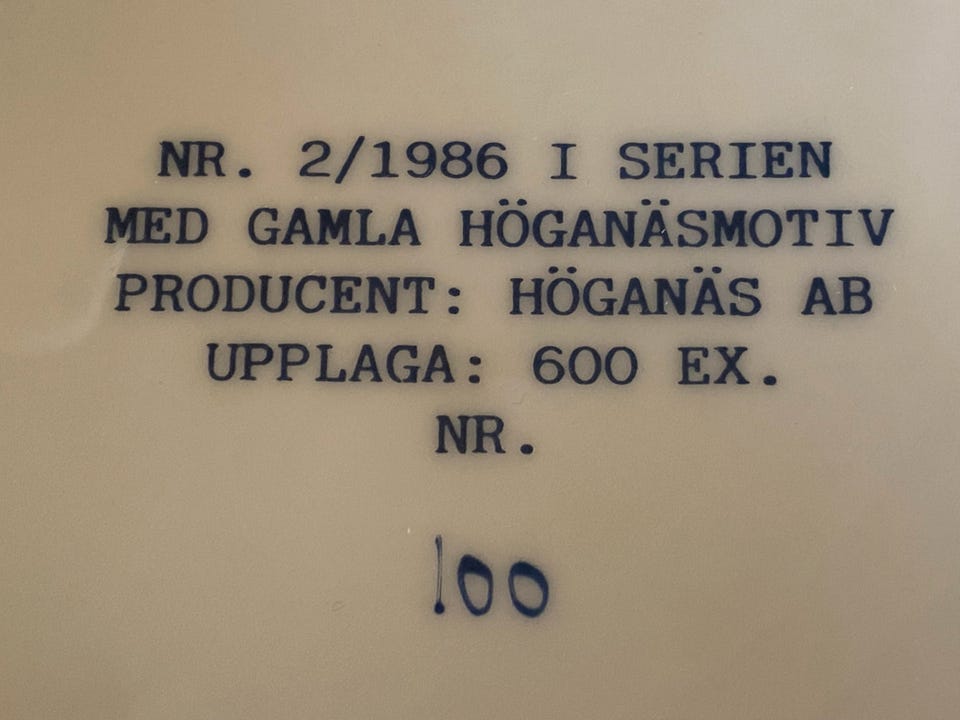 NR. 2/1986 I SERIEN
MED GAMLA HÖGANÄSMOTIV
PRODUCENT: HÖGANÄS AB
UPPLAGA: 600 EX.
NR.
100